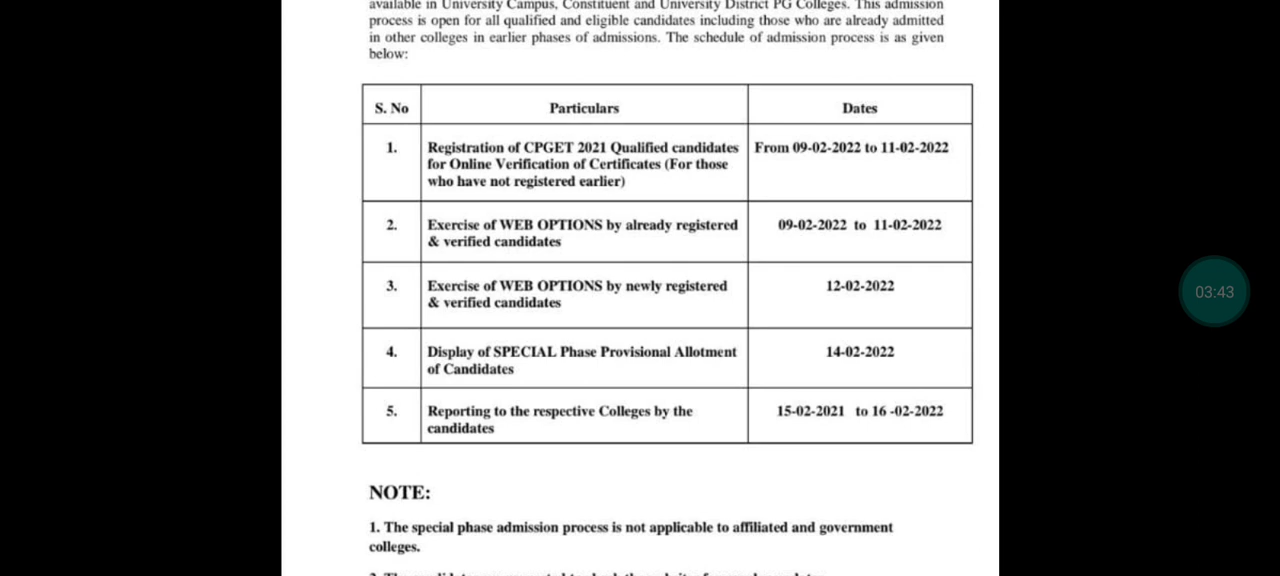 available in University Campus, Constituent and University District PG Colleges. This admission
process is open for all qualified and eligible candidates including those who are already admitted
in other colleges in earlier phases of admissions. The schedule of admission process is as given
below:
S. No Particulars Dates
1. Registration of CPGET 2021 Qualified candidates From 09-02-2022 to 11-02-2022
for Online Verification of Certificates (For those
who have not registered earlier)
2. Exercise of WEB OPTIONS by already registered 09-02-2022 to 11-02-2022
& verified candidates
3. Exercise of WEB OPTIONS by newly registered 12-02-2022
& verified candidates
4. Display of SPECIAL Phase Provisional Allotment 14-02-2022
of Candidates
5. Reporting to the respective Colleges by the 15-02-2021 to 16 -02-2022
candidates
03:43
NOTE:
1. The special phase admission process is not applicable to affiliated and government
colleges.